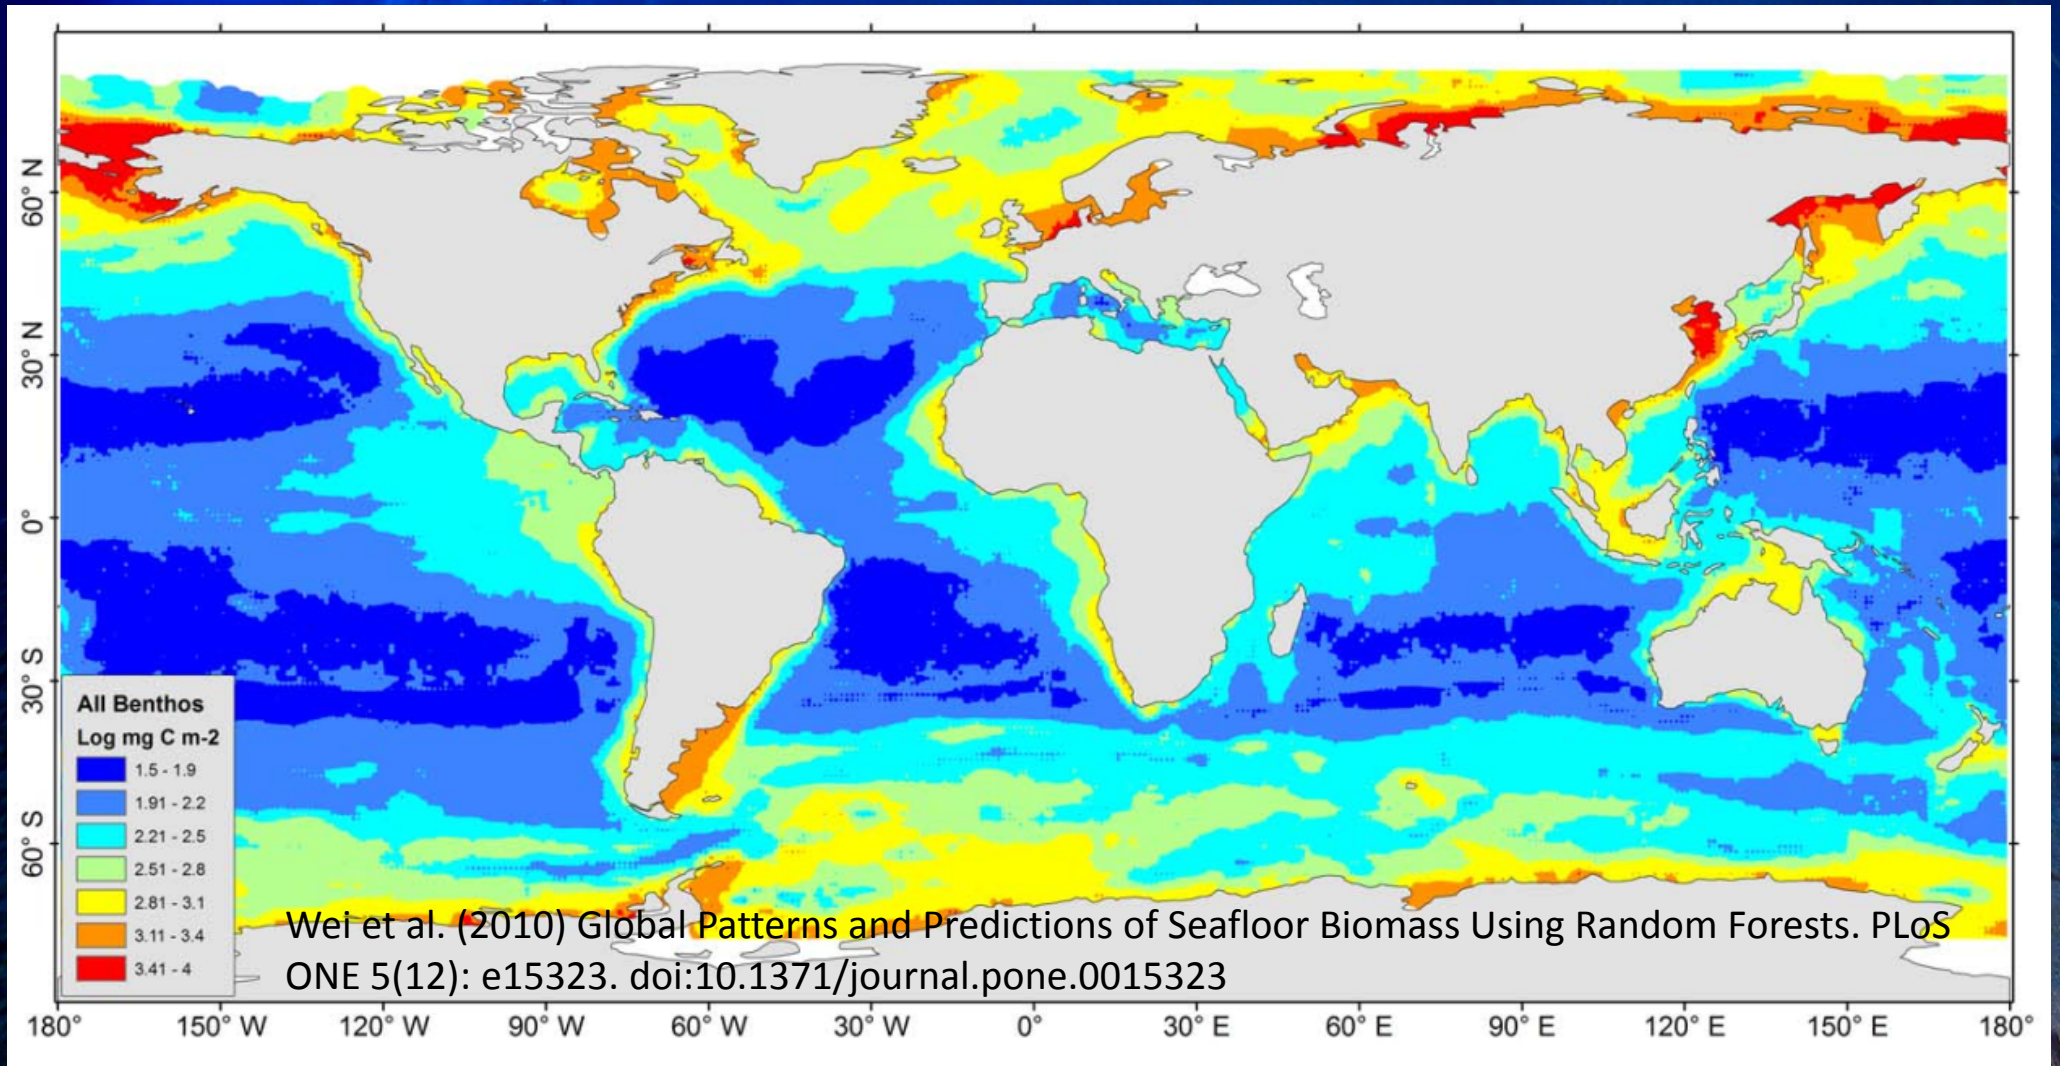 60° N
30° N
0°
30° S
60° S
All Benthos
Log mg C m-2
1.5 - 1.9
1.91 - 2.2
2.21 - 2.5
2.51 - 2.8
2.81 - 3.1
3.11 - 3.4
3.41 - 4
Wei et al. (2010) Global Patterns and Predictions of Seafloor Biomass Using Random Forests. PLoS
ONE 5(12): e15323. doi:10.1371/journal.pone.0015323
180° 150° W 120° W 90° W 60° W 30° W 0° 30° E 60° E 90° E 120° E 150° E 180°